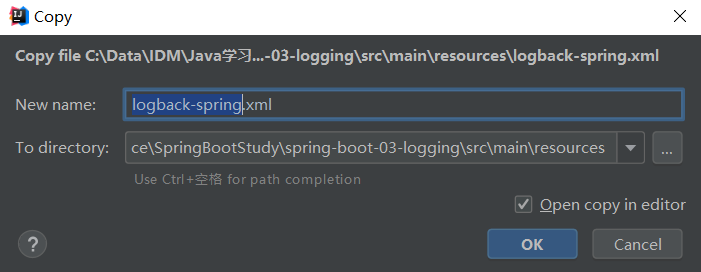 Copy
Copy file C:\Data\IDM\Java学习...-03-logging\src\main\resources\logback-spring.xml
New name: logback-spring.xml
To directory: ce\SpringBootStudy\spring-boot-03-logging\src\main\resources ...
Use Ctrl+空格 for path completion
Open copy in editor
? OK Cancel